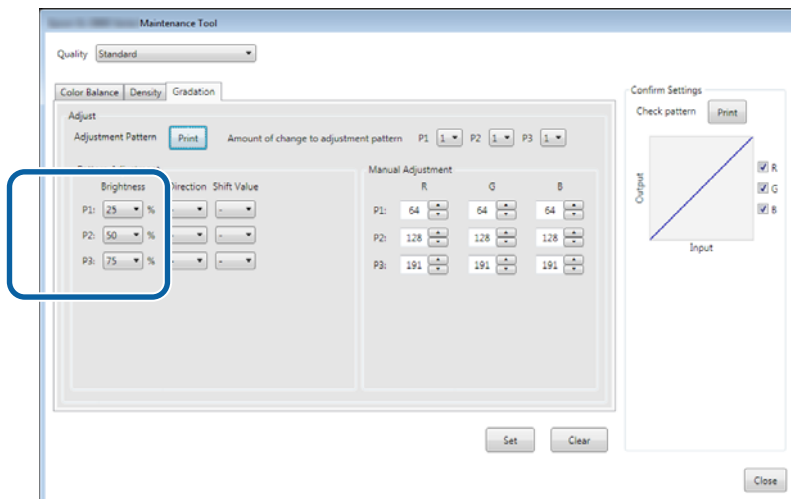 Maintenance Tool
Quality Standard
Color Balance Density Gradation
Adjust
Adjustment Pattern Print Amount of change to adjustment pattern P1 1 P2 1 P3 1
Brightness Direction Shift Value
P1: 25 % - -
P2: 50 % - -
P3: 75 % - -
Manual Adjustment
R G B
P1: 64 64 64
P2: 128 128 128
P3: 191 191 191
Confirm Settings
Check pattern Print
Output
Input
R
G
B
Set Clear
Close